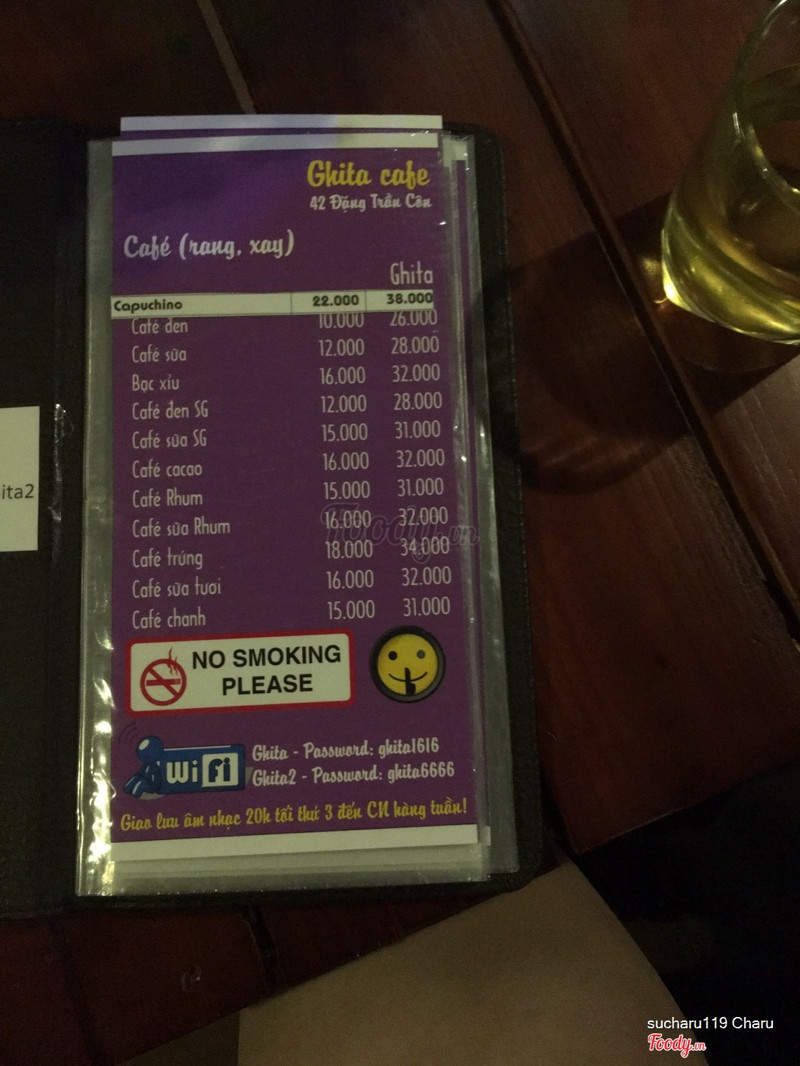 Ghita cafe
42 Đặng Trần Côn
Café (rang, xay)
Ghita
Capuchino 22.000 38.000
Café đen 10.000 26.000
Café sữa 12.000 28.000
Bạc xỉu 16.000 32.000
Café đen SG 12.000 28.000
Café sữa SG 15.000 31.000
Café cacao 16.000 32.000
Café Rhum 15.000 31.000
Café sữa Rhum 16.000 32.000
Café trứng 18.000 34.000
Café sữa tươi 16.000 32.000
Café chanh 15.000 31.000
Foody.vn
NO SMOKING
PLEASE
WiFi
Ghita - Password: ghita1616
Ghita2 - Password: ghita6666
Giao lưu âm nhạc 20h tối thứ 3 đến CN hàng tuần!
ita2
sucharu119 Charu
Foody.vn